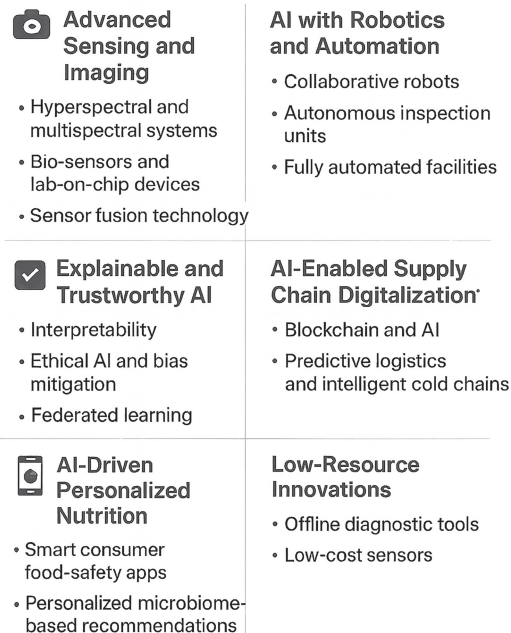 Advanced
Sensing and
Imaging
• Hyperspectral and
multispectral systems
• Bio-sensors and
lab-on-chip devices
• Sensor fusion technology
AI with Robotics
and Automation
• Collaborative robots
• Autonomous inspection
units
• Fully automated facilities
Explainable and
Trustworthy AI
• Interpretability
• Ethical AI and bias
mitigation
• Federated learning
AI-Enabled Supply
Chain Digitalization•
• Blockchain and AI
• Predictive logistics
and intelligent cold chains
AI-Driven
Personalized
Nutrition
• Smart consumer
food-safety apps
• Personalized microbiome-
based recommendations
Low-Resource
Innovations
• Offline diagnostic tools
• Low-cost sensors